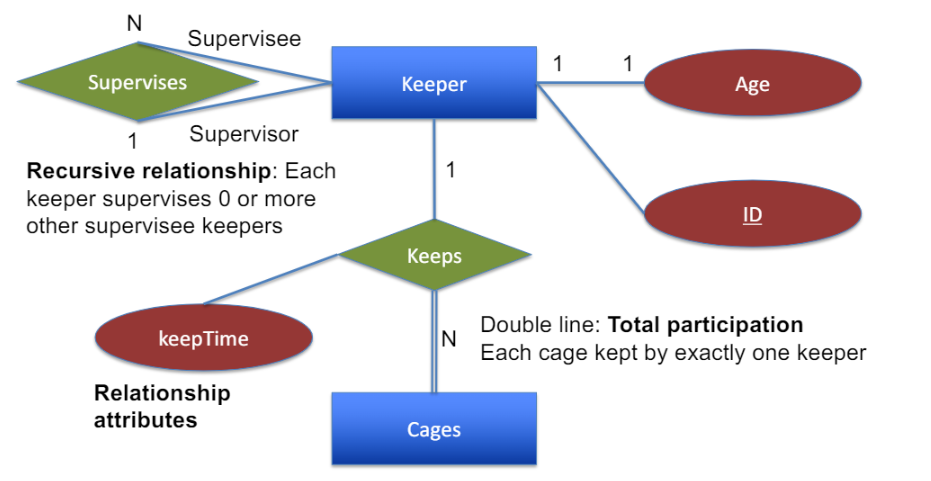 N
Supervisee
Supervises
Keeper
1
1
Age
1
Supervisor
Recursive relationship: Each
keeper supervises 0 or more
other supervisee keepers
1
ID
Keeps
keepTime
N
Double line: Total participation
Each cage kept by exactly one keeper
Relationship
attributes
Cages